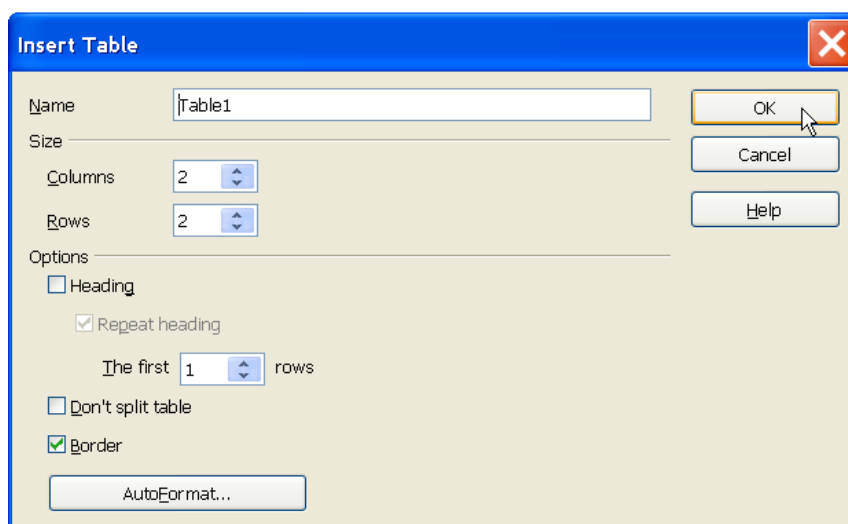 Insert Table
Name Table1 OK
Size Cancel
Columns 2
Rows 2 Help
Options
Heading
Repeat heading
The first 1 rows
Don't split table
Border
AutoFormat...